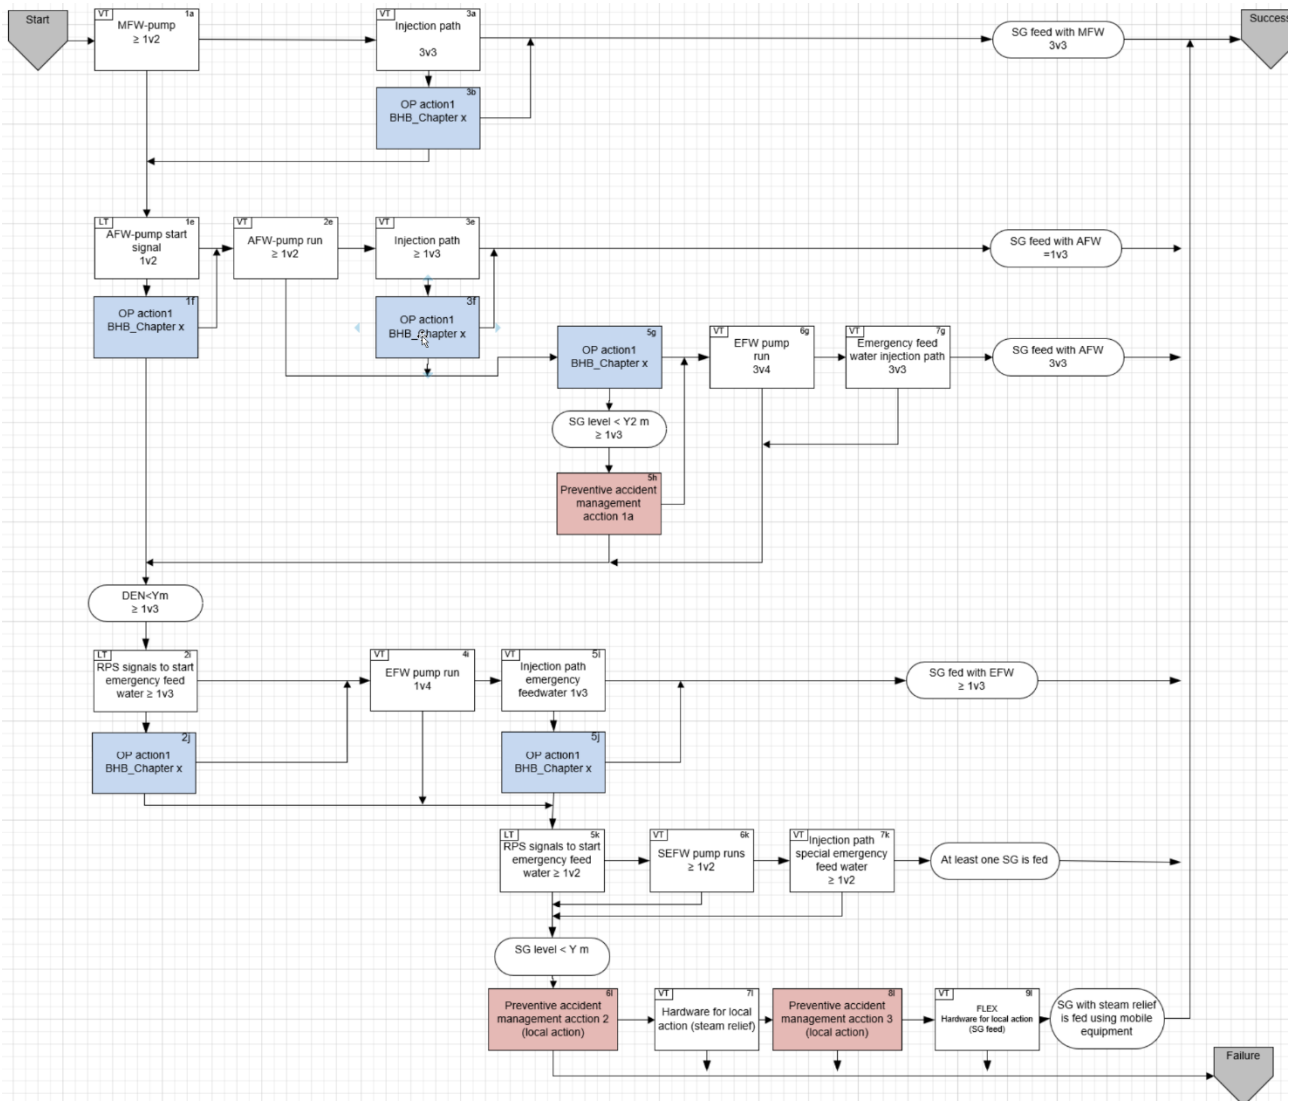 Start
VT 1a
MFW-pump
≥ 1v2
VT 3a
Injection path
3v3
SG feed with MFW
3v3
Success
3b
OP action1
BHB_Chapter x
LT 1e
AFW-pump start
signal
1v2
VT 2e
AFW-pump run
≥ 1v2
VT 3e
Injection path
≥ 1v3
SG feed with AFW
=1v3
1f
OP action1
BHB_Chapter x
3f
OP action1
BHB_Chapter x
5g
OP action1
BHB_Chapter x
VT 6g
EFW pump
run
3v4
VT 7g
Emergency feed
water injection path
3v3
SG feed with AFW
3v3
SG level < Y2 m
≥ 1v3
5h
Preventive accident
management
acction 1a
DEN<Ym
≥ 1v3
LT 2i
RPS signals to start
emergency feed
water ≥ 1v3
VT 4i
EFW pump run
1v4
VT 5i
Injection path
emergency
feedwater 1v3
SG fed with EFW
≥ 1v3
2j
OP action1
BHB_Chapter x
5j
OP action1
BHB_Chapter x
LT 5k
RPS signals to start
emergency feed
water ≥ 1v2
VT 6k
SEFW pump runs
≥ 1v2
VT 7k
Injection path
special emergency
feed water
≥ 1v2
At least one SG is fed
SG level < Y m
6l
Preventive accident
management acction 2
(local action)
VT 7l
Hardware for local
action (steam relief)
8l
Preventive accident
management acction 3
(local action)
VT 9l
FLEX
Hardware for local action
(SG feed)
SG with steam relief
is fed using mobile
equipment
Failure